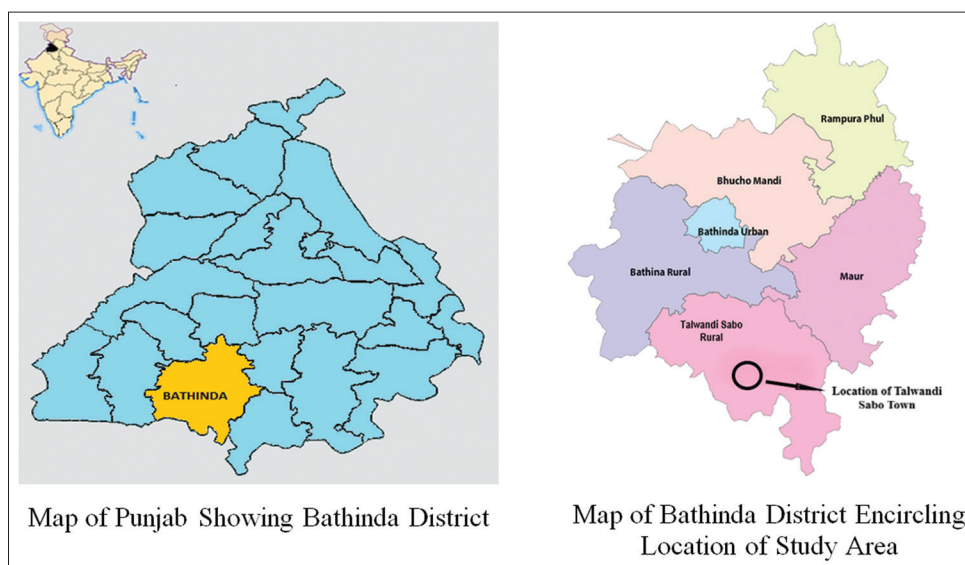 BATHINDA
Map of Punjab Showing Bathinda District
Rampura Phul
Bhucho Mandi
Bathinda Urban
Bathina Rural
Maur
Talwandi Sabo
Rural
Location of Talwandi
Sabo Town
Map of Bathinda District Encircling
Location of Study Area